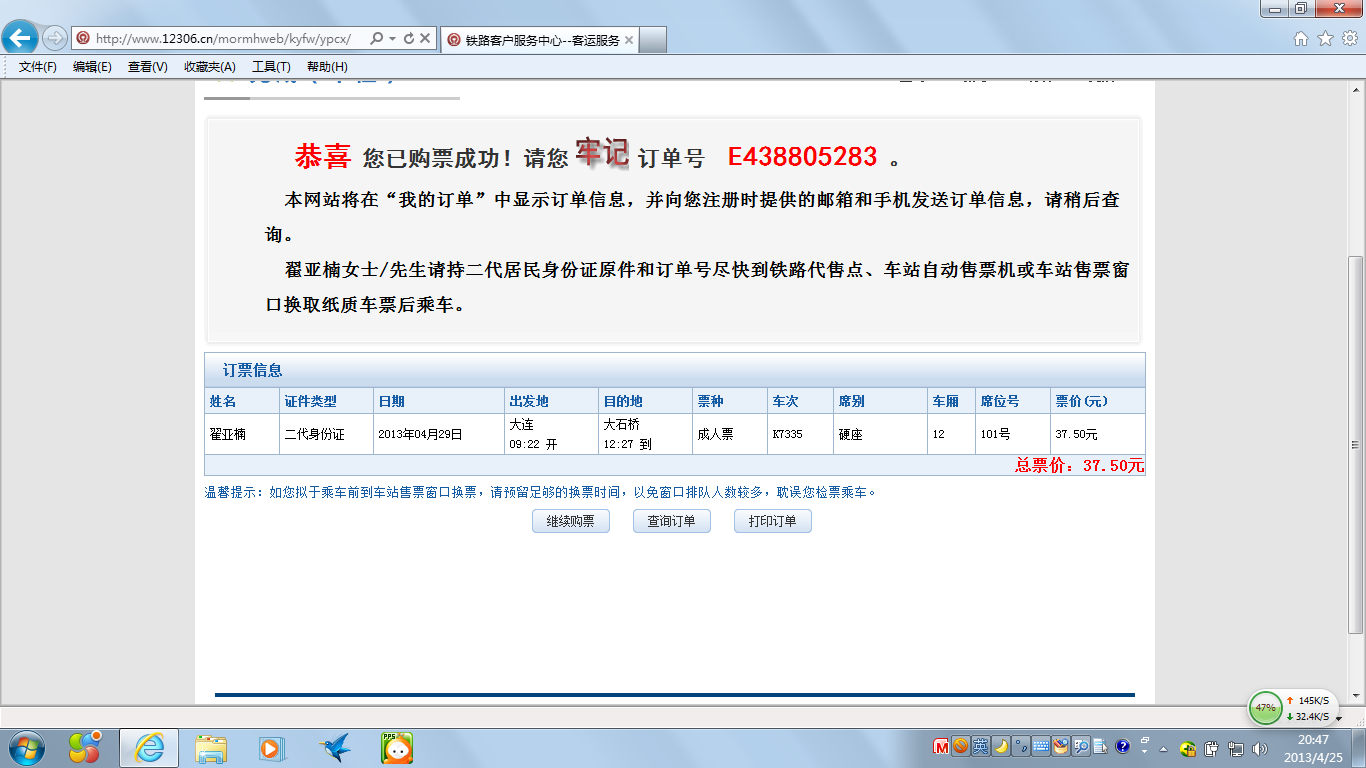 http://www.12306.cn/mormhweb/kyfw/ypcx/
铁路客户服务中心--客运服务
文件(F) 编辑(E) 查看(V) 收藏夹(A) 工具(T) 帮助(H)
恭喜 您已购票成功！请您 牢记 订单号 E438805283 。
本网站将在“我的订单”中显示订单信息，并向您注册时提供的邮箱和手机发送订单信息，请稍后查
询。
翟亚楠女士/先生请持二代居民身份证原件和订单号尽快到铁路代售点、车站自动售票机或车站售票窗
口换取纸质车票后乘车。
订票信息
姓名 证件类型 日期 出发地 目的地 票种 车次 席别 车厢 席位号 票价(元)
翟亚楠 二代身份证 2013年04月29日 大连 大石桥 成人票 K7335 硬座 12 101号 37.50元
09:22 开 12:27 到
总票价：37.50元
温馨提示：如您拟于乘车前到车站售票窗口换票，请预留足够的换票时间，以免窗口排队人数较多，耽误您检票乘车。
继续购票 查询订单 打印订单
47% 145K/S
32.4K/S
PPS
英
20:47
2013/4/25